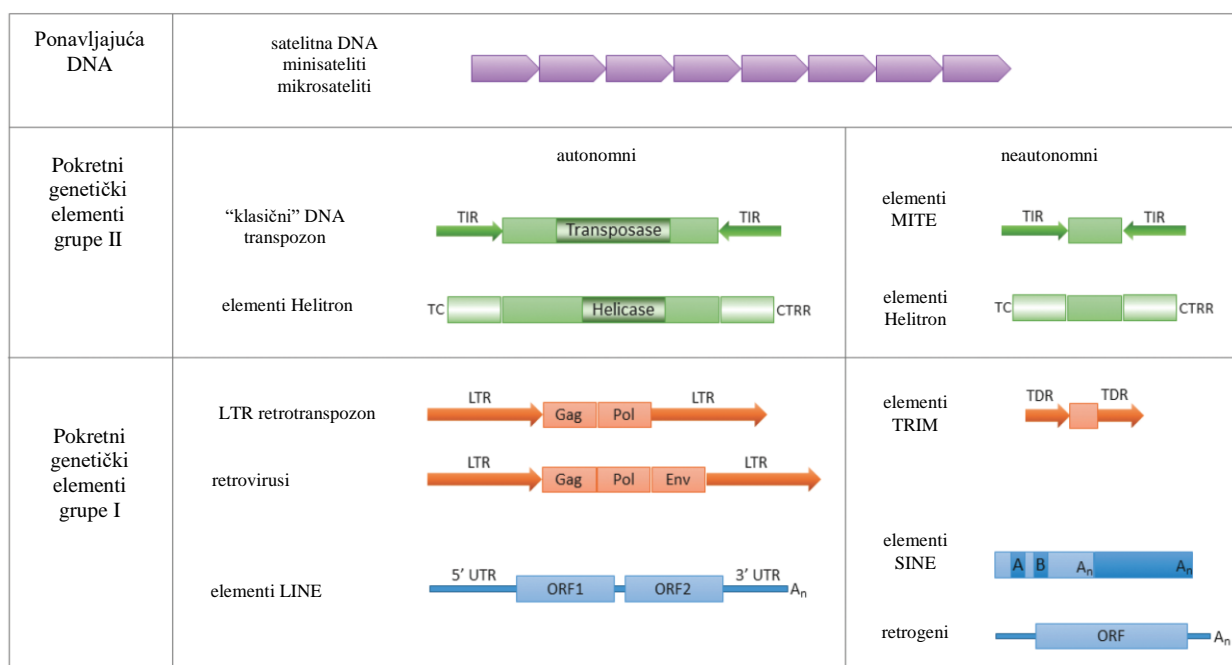 Ponavljajuća
DNA
satelitna DNA
minisateliti
mikrosateliti
Pokretni
genetički
elementi
grupe II
autonomni
neautonomni
“klasični” DNA
transpozon
TIR
Transposase
TIR
elementi
MITE
TIR
TIR
elementi Helitron
TC
Helicase
CTRR
elementi
Helitron
TC
CTRR
Pokretni
genetički
elementi
grupe I
LTR retrotranspozon
LTR
Gag
Pol
LTR
elementi
TRIM
TDR
TDR
retrovirusi
LTR
Gag
Pol
Env
LTR
elementi
SINE
A
B
An
An
elementi LINE
5’ UTR
ORF1
ORF2
3’ UTR
An
retrogeni
ORF
An